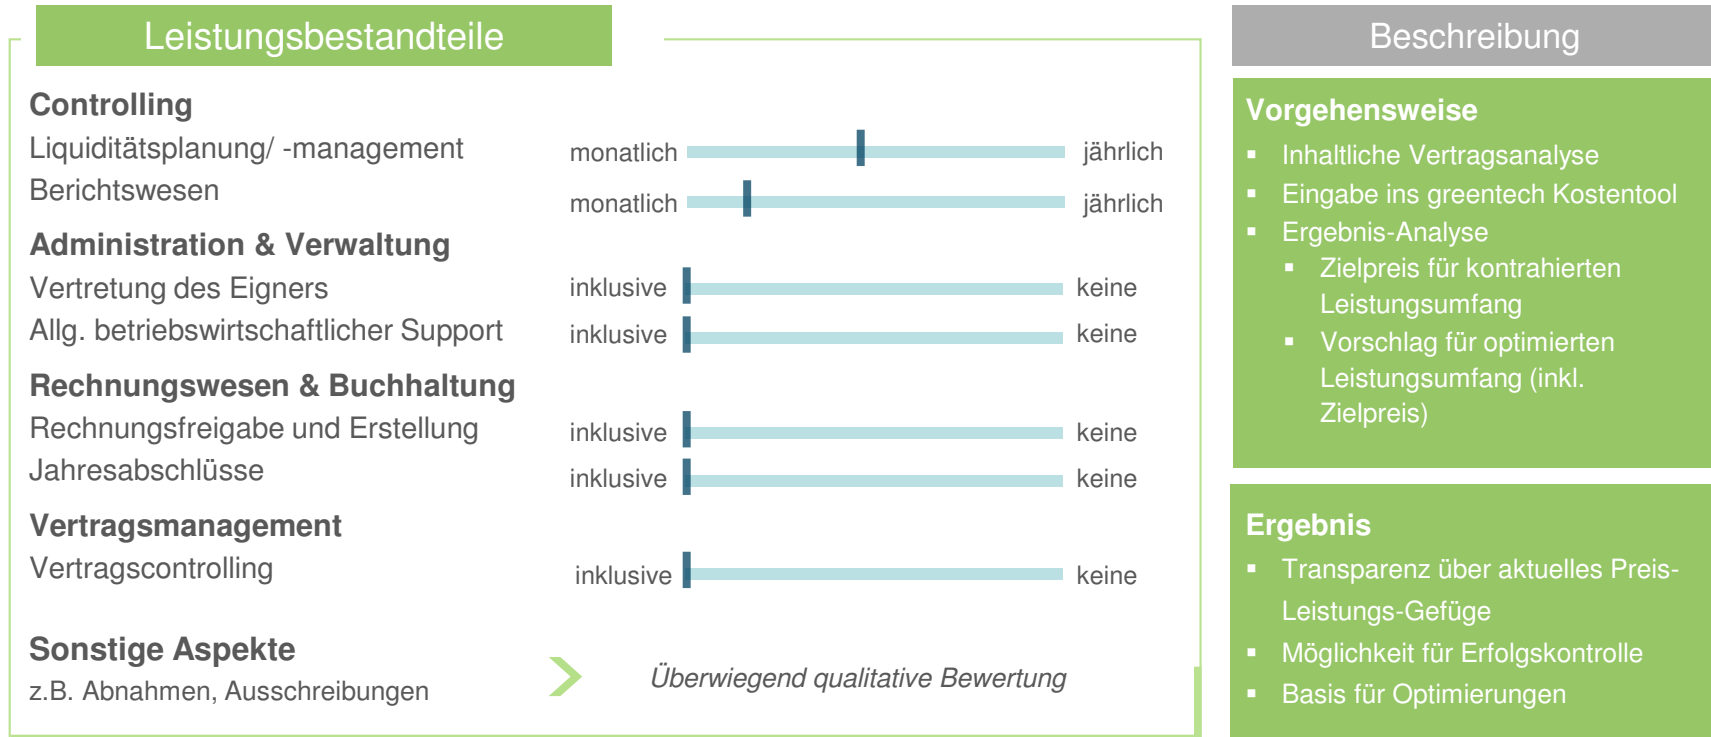 Leistungsbestandteile
Controlling
Liquiditätsplanung/ -management
monatlich
jährlich
Berichtswesen
monatlich
jährlich
Administration & Verwaltung
Vertretung des Eigners
inklusive
keine
Allg. betriebswirtschaftlicher Support
inklusive
keine
Rechnungswesen & Buchhaltung
Rechnungsfreigabe und Erstellung
inklusive
keine
Jahresabschlüsse
inklusive
keine
Vertragsmanagement
Vertragscontrolling
inklusive
keine
Sonstige Aspekte
z.B. Abnahmen, Ausschreibungen
Überwiegend qualitative Bewertung
Beschreibung
Vorgehensweise
▪ Inhaltliche Vertragsanalyse
▪ Eingabe ins greentech Kostentool
▪ Ergebnis-Analyse
▪ Zielpreis für kontrahierten
Leistungsumfang
▪ Vorschlag für optimierten
Leistungsumfang (inkl.
Zielpreis)
Ergebnis
▪ Transparenz über aktuelles Preis-
Leistungs-Gefüge
▪ Möglichkeit für Erfolgskontrolle
▪ Basis für Optimierungen